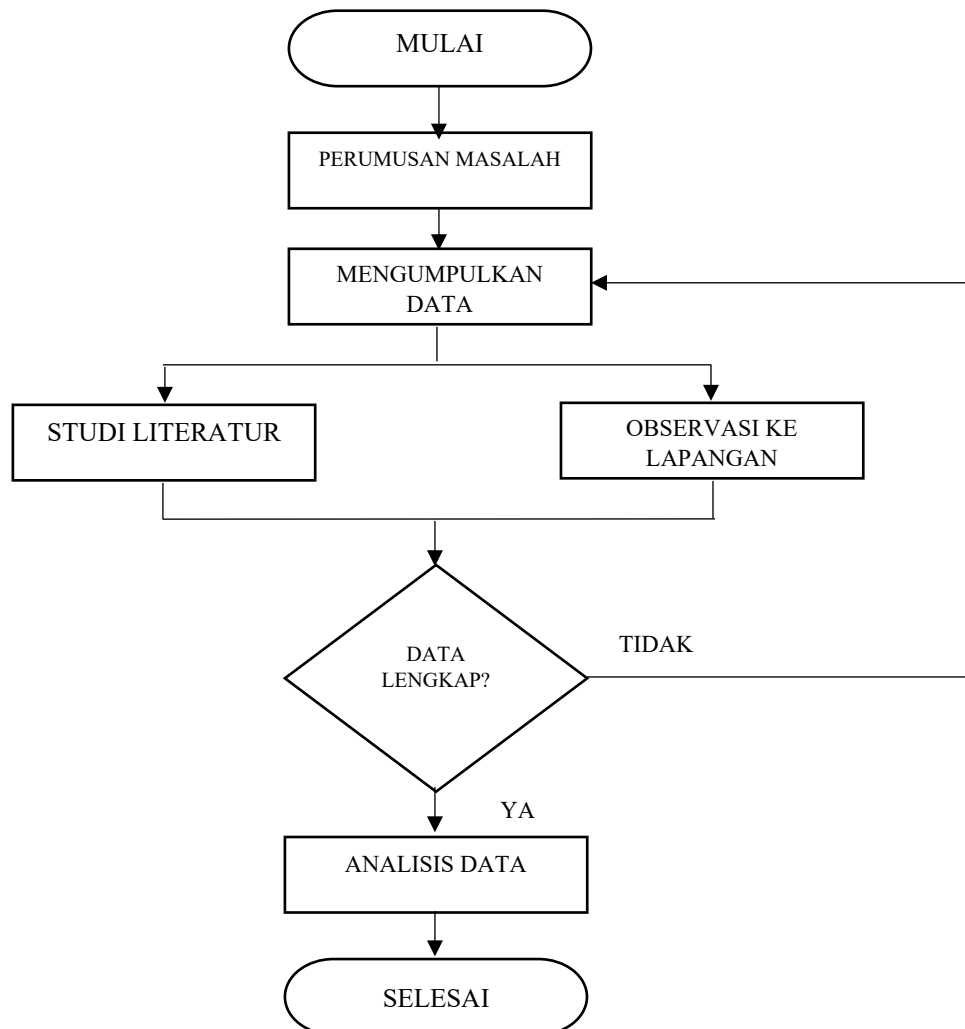 MULAI
PERUMUSAN MASALAH
MENGUMPULKAN
DATA
STUDI LITERATUR
OBSERVASI KE
LAPANGAN
DATA
LENGKAP?
TIDAK
YA
ANALISIS DATA
SELESAI